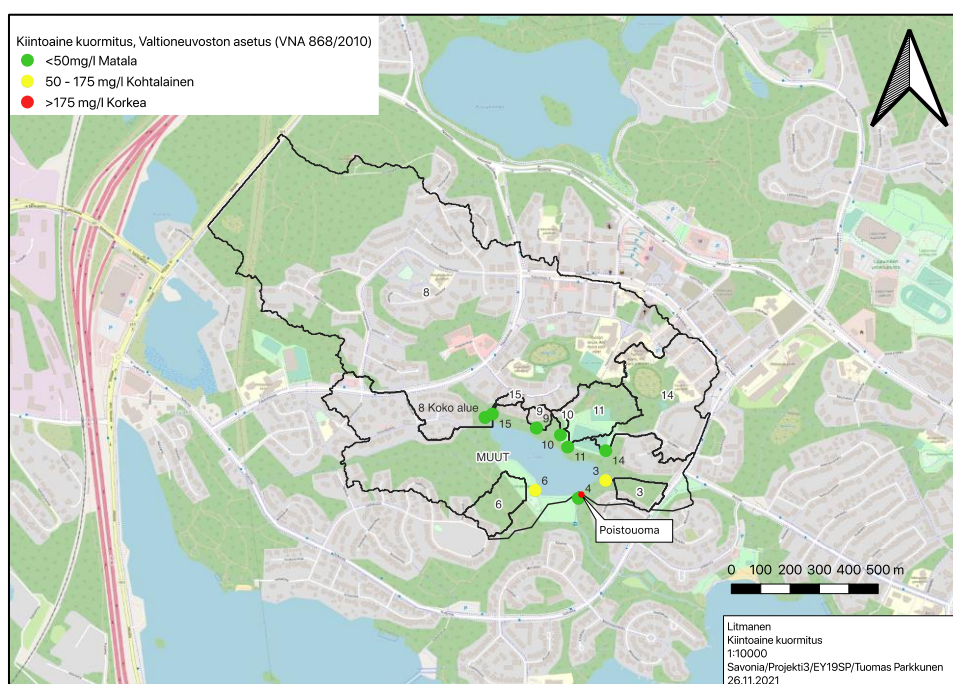 Kiintoaine kuormitus, Valtioneuvoston asetus (VNA 868/2010)
<50mg/l Matala
50 - 175 mg/l Kohtalainen
>175 mg/l Korkea
8
15
14
8 Koko alue
9
10
11
15
9
10
11
14
MUUT
3
6
4
3
6
Poistouoma
0 100 200 300 400 500 m
Litmanen
Kiintoaine kuormitus
1:10000
Savonia/Projekti3/EY19SP/Tuomas Parkkunen
26.11.2021